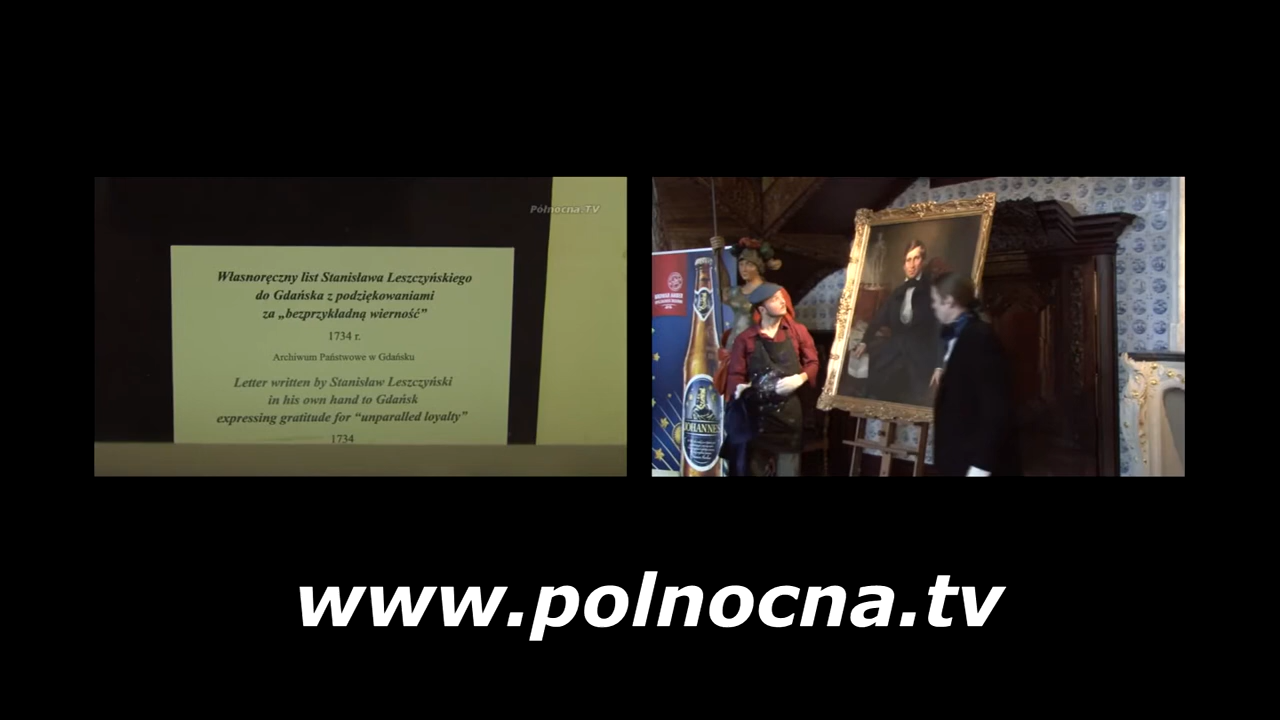 Północna.TV
Własnoręczny list Stanisława Leszczyńskiego
do Gdańska z podziękowaniami
za „bezprzykładną wierność”
1734 r.
Archiwum Państwowe w Gdańsku
Letter written by Stanisław Leszczyński
in his own hand to Gdańsk
expressing gratitude for “unparalled loyalty”
1734
JOHANNES
www.polnocna.tv